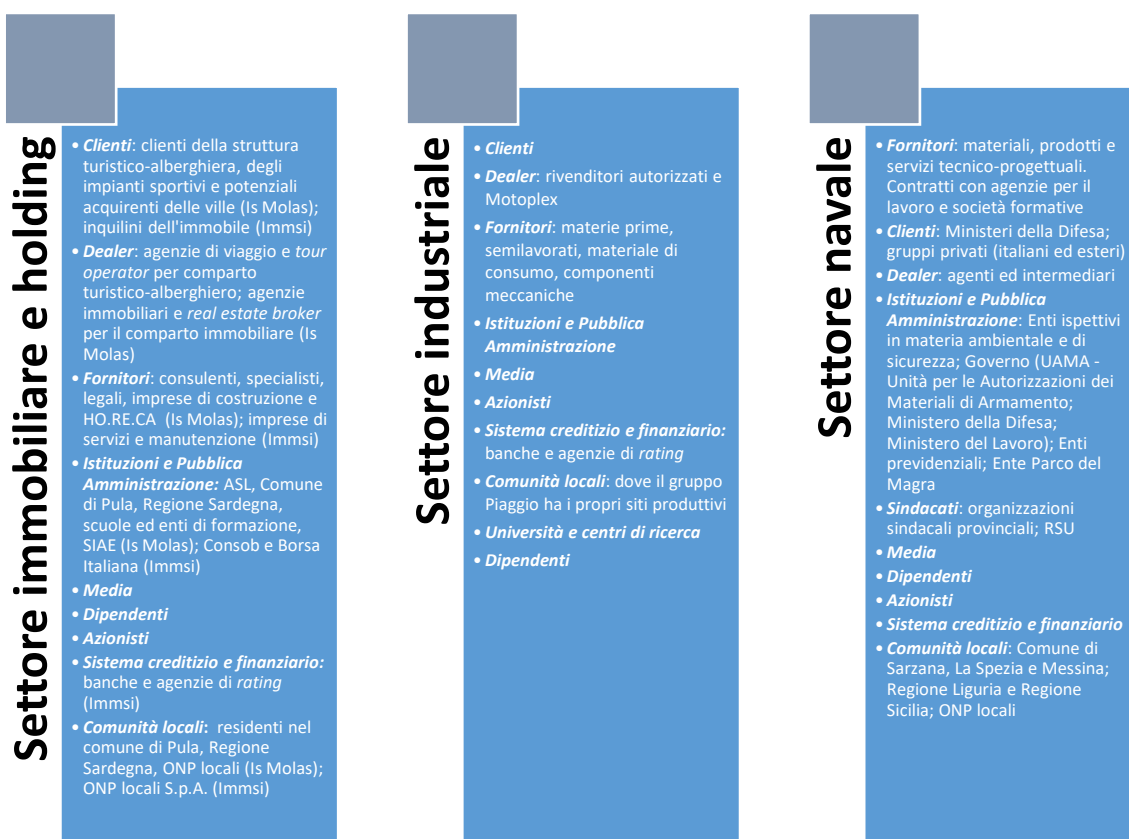 Settore immobiliare e holding
• Clienti: clienti della struttura
turistico-alberghiera, degli
impianti sportivi e potenziali
acquirenti delle ville (Is Molas);
inquilini dell'immobile (Immsi)
• Dealer: agenzie di viaggio e tour
operator per comparto
turistico-alberghiero; agenzie
immobiliari e real estate broker
per il comparto immobiliare (Is
Molas)
• Fornitori: consulenti, specialisti,
legali, imprese di costruzione e
HO.RE.CA (Is Molas); imprese di
servizi e manutenzione (Immsi)
• Istituzioni e Pubblica
Amministrazione: ASL, Comune
di Pula, Regione Sardegna,
scuole ed enti di formazione,
SIAE (Is Molas); Consob e Borsa
Italiana (Immsi)
• Media
• Dipendenti
• Azionisti
• Sistema creditizio e finanziario:
banche e agenzie di rating
(Immsi)
• Comunità locali: residenti nel
comune di Pula, Regione
Sardegna, ONP locali (Is Molas);
ONP locali S.p.A. (Immsi)
Settore industriale
• Clienti
• Dealer: rivenditori autorizzati e
Motoplex
• Fornitori: materie prime,
semilavorati, materiale di
consumo, componenti
meccaniche
• Istituzioni e Pubblica
Amministrazione
• Media
• Azionisti
• Sistema creditizio e finanziario:
banche e agenzie di rating
• Comunità locali: dove il gruppo
Piaggio ha i propri siti produttivi
• Università e centri di ricerca
• Dipendenti
Settore navale
• Fornitori: materiali, prodotti e
servizi tecnico-progettuali.
Contratti con agenzie per il
lavoro e società formative
• Clienti: Ministeri della Difesa;
gruppi privati (italiani ed esteri)
• Dealer: agenti ed intermediari
• Istituzioni e Pubblica
Amministrazione: Enti ispettivi
in materia ambientale e di
sicurezza; Governo (UAMA -
Unità per le Autorizzazioni dei
Materiali di Armamento;
Ministero della Difesa;
Ministero del Lavoro); Enti
previdenziali; Ente Parco del
Magra
• Sindacati: organizzazioni
sindacali provinciali; RSU
• Media
• Dipendenti
• Azionisti
• Sistema creditizio e finanziario
• Comunità locali: Comune di
Sarzana, La Spezia e Messina;
Regione Liguria e Regione
Sicilia; ONP locali